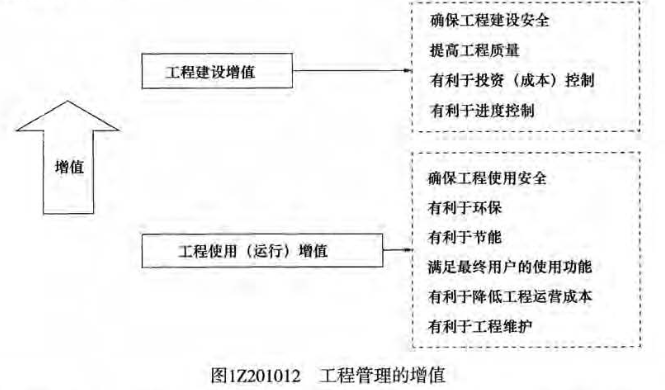 增值
工程建设增值
确保工程建设安全
提高工程质量
有利于投资（成本）控制
有利于进度控制
工程使用（运行）增值
确保工程使用安全
有利于环保
有利于节能
满足最终用户的使用功能
有利于降低工程运营成本
有利于工程维护
图1Z201012 工程管理的增值